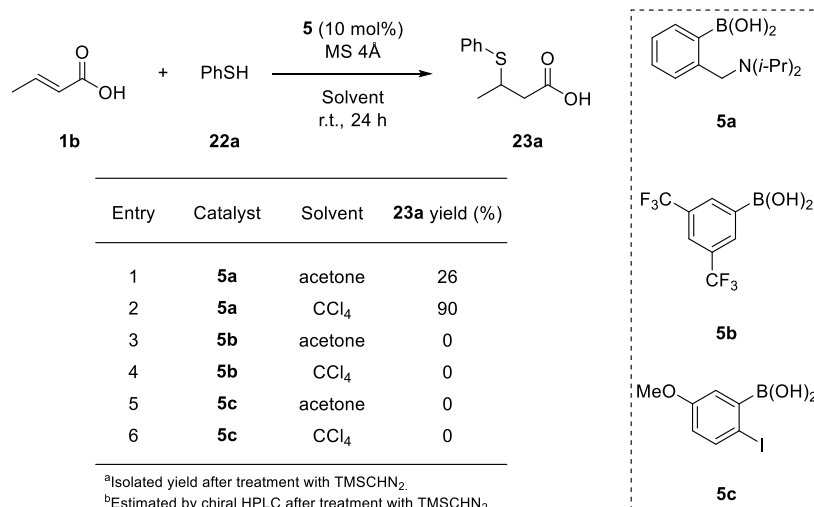 5 (10 mol%)
MS 4Å
Solvent
r.t., 24 h
O
OH
1b
+
PhSH
22a
Ph
S
O
OH
23a
Entry Catalyst Solvent 23a yield (%)
1 5a acetone 26
2 5a CCl4 90
3 5b acetone 0
4 5b CCl4 0
5 5c acetone 0
6 5c CCl4 0
aIsolated yield after treatment with TMSCHN2.
bEstimated by chiral HPLC after treatment with TMSCHN2
B(OH)2
N(i-Pr)2
5a
F3C
B(OH)2
CF3
5b
MeO
B(OH)2
I
5c